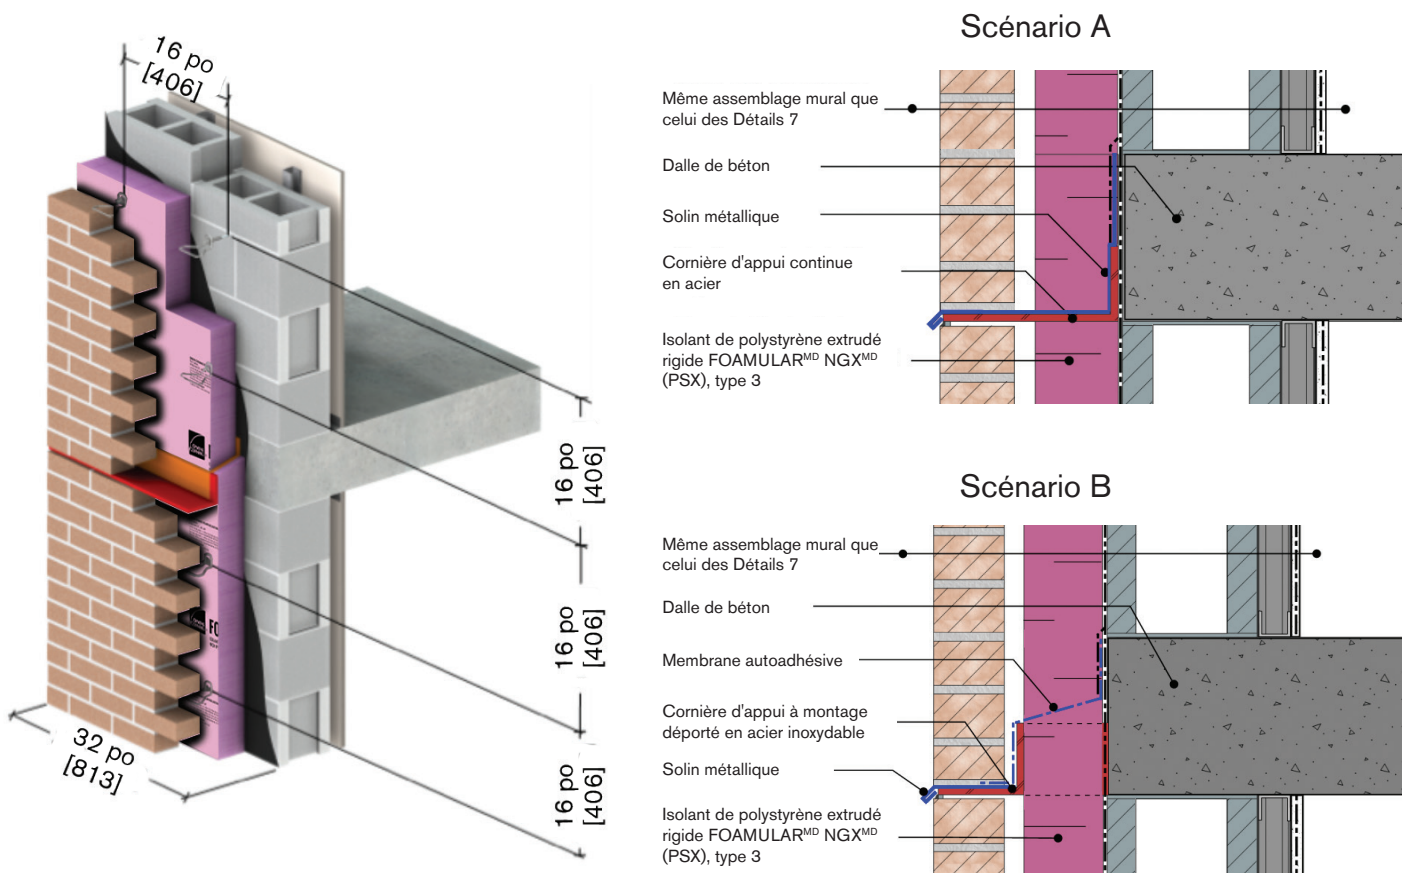 16 po
[406]
16 po
[406]
16 po
[406]
16 po
[406]
32 po
[813]
Scénario A
Même assemblage mural que
celui des Détails 7
Dalle de béton
Solin métallique
Cornière d'appui continue
en acier
Isolant de polystyrène extrudé
rigide FOAMULARMD NGXMD
(PSX), type 3
Scénario B
Même assemblage mural que
celui des Détails 7
Dalle de béton
Membrane autoadhésive
Cornière d'appui à montage
déporté en acier inoxydable
Solin métallique
Isolant de polystyrène extrudé
rigide FOAMULARMD NGXMD
(PSX), type 3